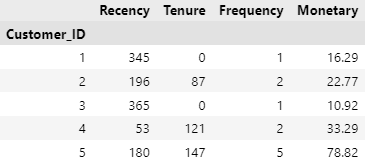 Recency Tenure Frequency Monetary
Customer_ID
1 345 0 1 16.29
2 196 87 2 22.77
3 365 0 1 10.92
4 53 121 2 33.29
5 180 147 5 78.82